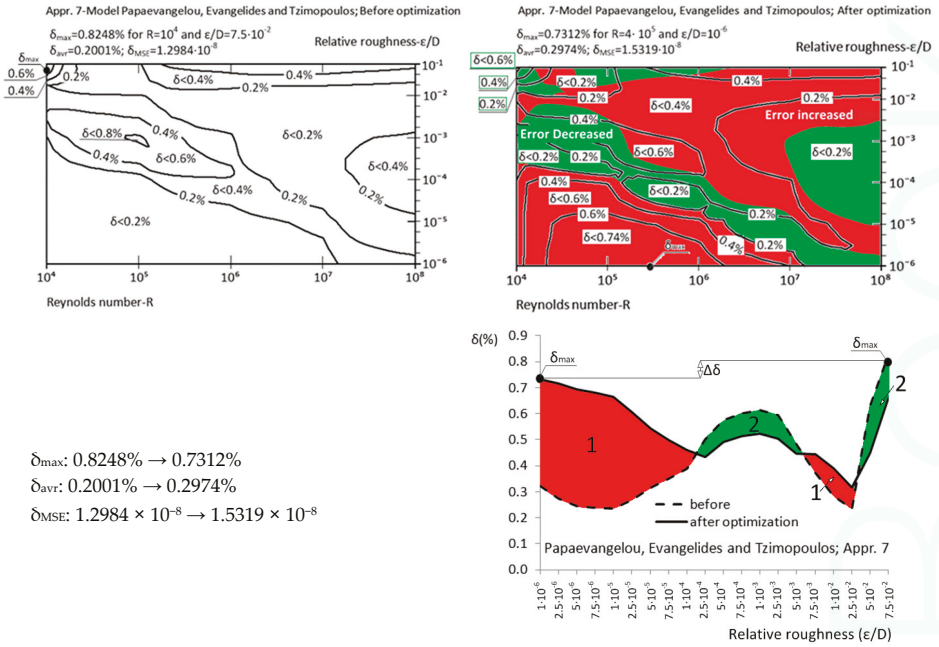 Appr. 7-Model Papaevangelou, Evangelides and Tzimopoulos; Before optimization
δmax=0.8248% for R=10⁴ and ε/D=7.5·10⁻²
δavr=0.2001%; δMSE=1.2984·10⁻⁸
Relative roughness-ε/D
δmax
0.6%
0.4%
0.2%
δ<0.4%
0.4%
0.2%
10⁻¹
10⁻²
10⁻³
10⁻⁴
10⁻⁵
10⁻⁶
δ<0.8%
0.4%
0.4%
δ<0.6%
δ<0.2%
δ<0.4%
0.2%
δ<0.4%
0.2%
0.2%
δ<0.2%
10⁴
10⁵
10⁶
10⁷
10⁸
Reynolds number-R
Appr. 7-Model Papaevangelou, Evangelides and Tzimopoulos; After optimization
δmax=0.7312% for R=4·10⁵ and ε/D=10⁻⁶
δavr=0.2974%; δMSE=1.5319·10⁻⁸
Relative roughness-ε/D
δ<0.6%
0.4%
0.2%
δ<0.2%
0.2%
0.4%
δ<0.4%
0.2%
Error increased
0.4%
Error Decreased
δ<0.2%
0.2%
δ<0.6%
δ<0.2%
0.4%
δ<0.6%
0.6%
δ<0.74%
δ<0.2%
0.2%
0.4%
0.2%
δmax
10⁻¹
10⁻²
10⁻³
10⁻⁴
10⁻⁵
10⁻⁶
10⁴
10⁵
10⁶
10⁷
10⁸
Reynolds number-R
δmax: 0.8248% → 0.7312%
δavr: 0.2001% → 0.2974%
δMSE: 1.2984 × 10⁻⁸ → 1.5319 × 10⁻⁸
δ(%)
0.9
0.8
0.7
0.6
0.5
0.4
0.3
0.2
0.1
0.0
δmax
Δδ
δmax
1
2
1
2
before
after optimization
Papaevangelou, Evangelides and Tzimopoulos; Appr. 7
1·10⁻⁶
2.5·10⁻⁶
5·10⁻⁶
7.5·10⁻⁶
1·10⁻⁵
2.5·10⁻⁵
5·10⁻⁵
7.5·10⁻⁵
1·10⁻⁴
2.5·10⁻⁴
5·10⁻⁴
7.5·10⁻⁴
1·10⁻³
2.5·10⁻³
5·10⁻³
7.5·10⁻³
1·10⁻²
2.5·10⁻²
5·10⁻²
7.5·10⁻²
Relative roughness (ε/D)